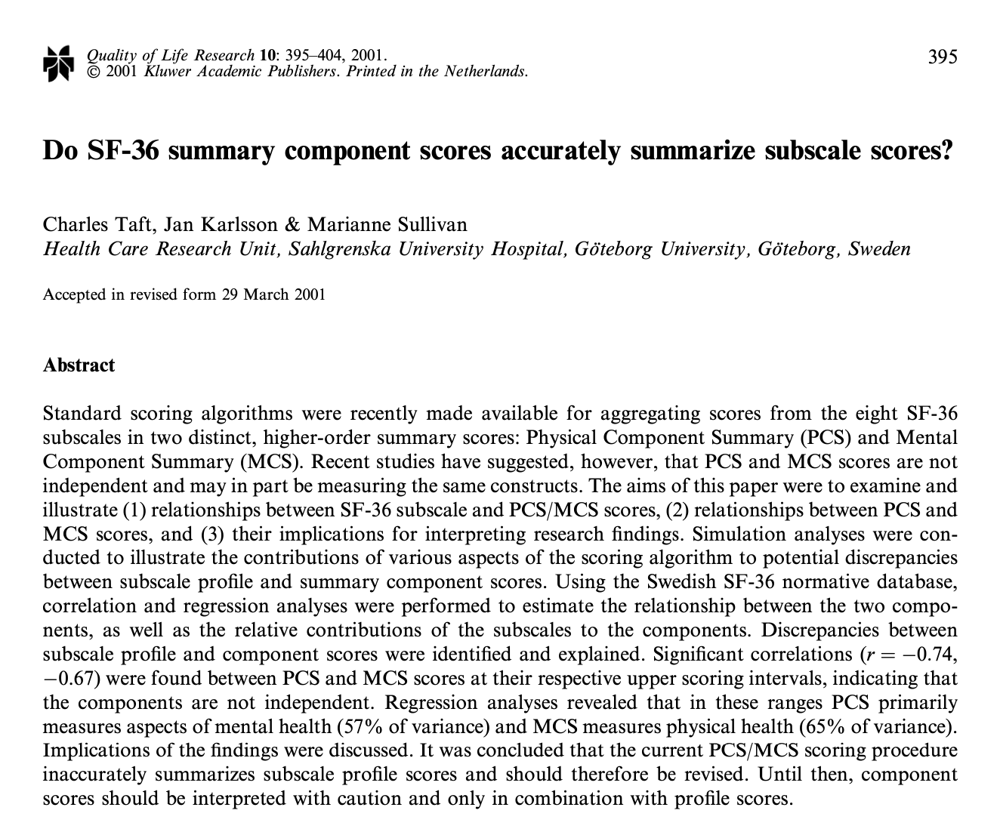 Quality of Life Research 10: 395–404, 2001.
© 2001 Kluwer Academic Publishers. Printed in the Netherlands.
395
Do SF-36 summary component scores accurately summarize subscale scores?
Charles Taft, Jan Karlsson & Marianne Sullivan
Health Care Research Unit, Sahlgrenska University Hospital, Göteborg University, Göteborg, Sweden
Accepted in revised form 29 March 2001
Abstract
Standard scoring algorithms were recently made available for aggregating scores from the eight SF-36
subscales in two distinct, higher-order summary scores: Physical Component Summary (PCS) and Mental
Component Summary (MCS). Recent studies have suggested, however, that PCS and MCS scores are not
independent and may in part be measuring the same constructs. The aims of this paper were to examine and
illustrate (1) relationships between SF-36 subscale and PCS/MCS scores, (2) relationships between PCS and
MCS scores, and (3) their implications for interpreting research findings. Simulation analyses were con-
ducted to illustrate the contributions of various aspects of the scoring algorithm to potential discrepancies
between subscale profile and summary component scores. Using the Swedish SF-36 normative database,
correlation and regression analyses were performed to estimate the relationship between the two compo-
nents, as well as the relative contributions of the subscales to the components. Discrepancies between
subscale profile and component scores were identified and explained. Significant correlations (r = −0.74,
−0.67) were found between PCS and MCS scores at their respective upper scoring intervals, indicating that
the components are not independent. Regression analyses revealed that in these ranges PCS primarily
measures aspects of mental health (57% of variance) and MCS measures physical health (65% of variance).
Implications of the findings were discussed. It was concluded that the current PCS/MCS scoring procedure
inaccurately summarizes subscale profile scores and should therefore be revised. Until then, component
scores should be interpreted with caution and only in combination with profile scores.